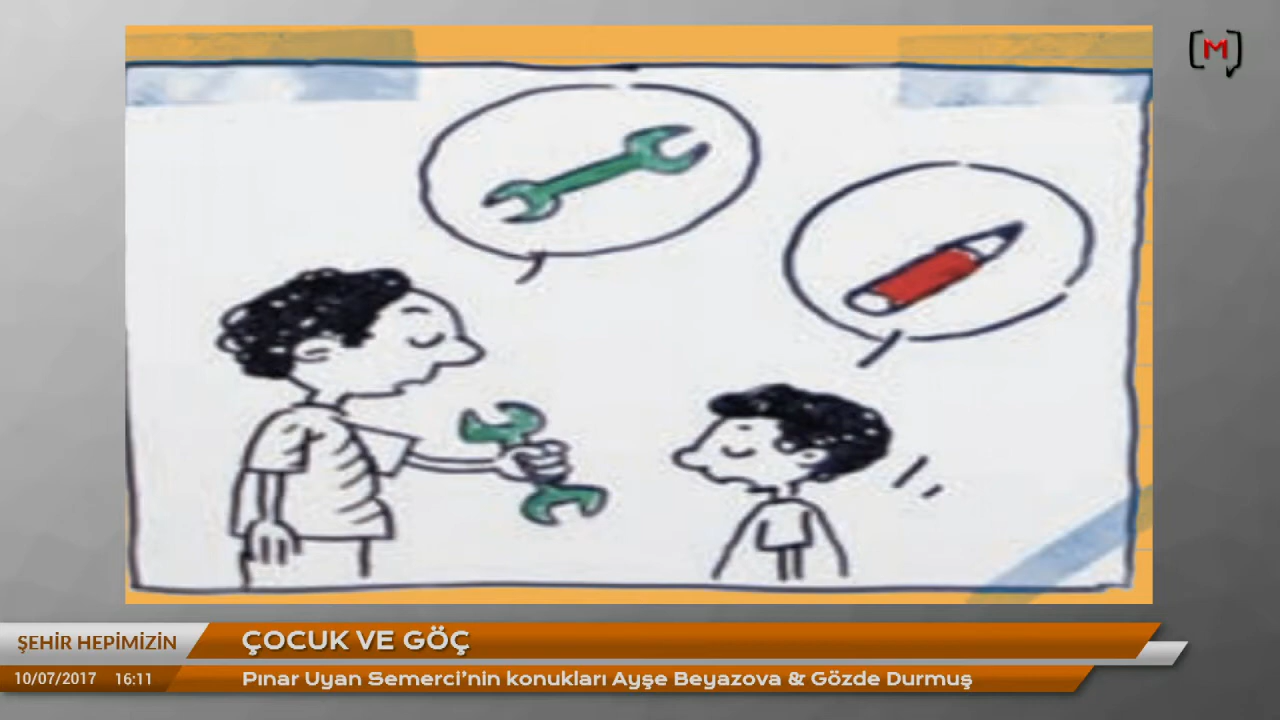 [M]
ŞEHİR HEPİMİZİN
ÇOCUK VE GÖÇ
10/07/2017 16:11
Pınar Uyan Semerci'nin konukları Ayşe Beyazova & Gözde Durmuş